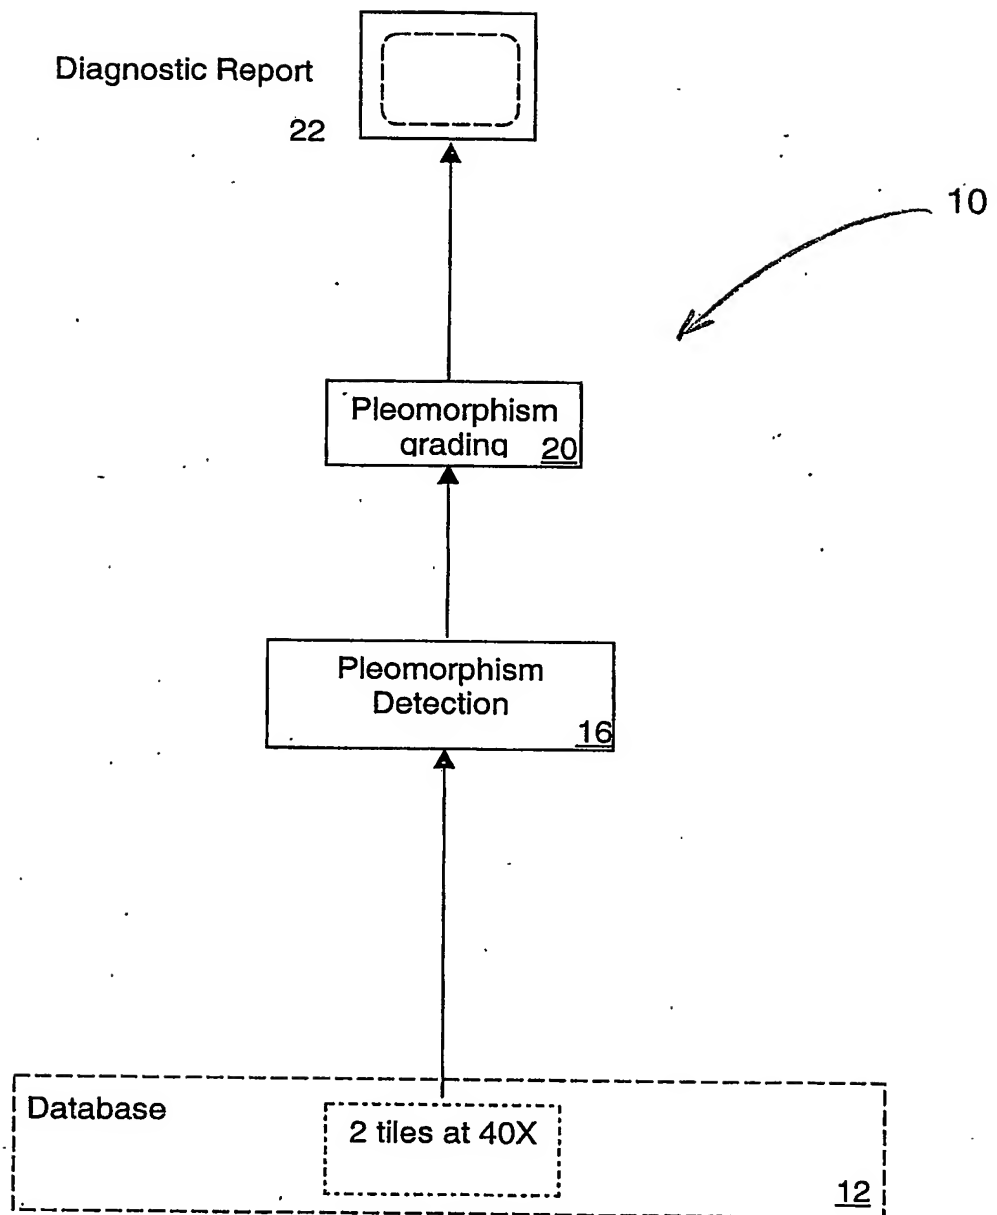 Diagnostic Report
22
10
Pleomorphism
grading 20
Pleomorphism
Detection
16
Database
2 tiles at 40X
12